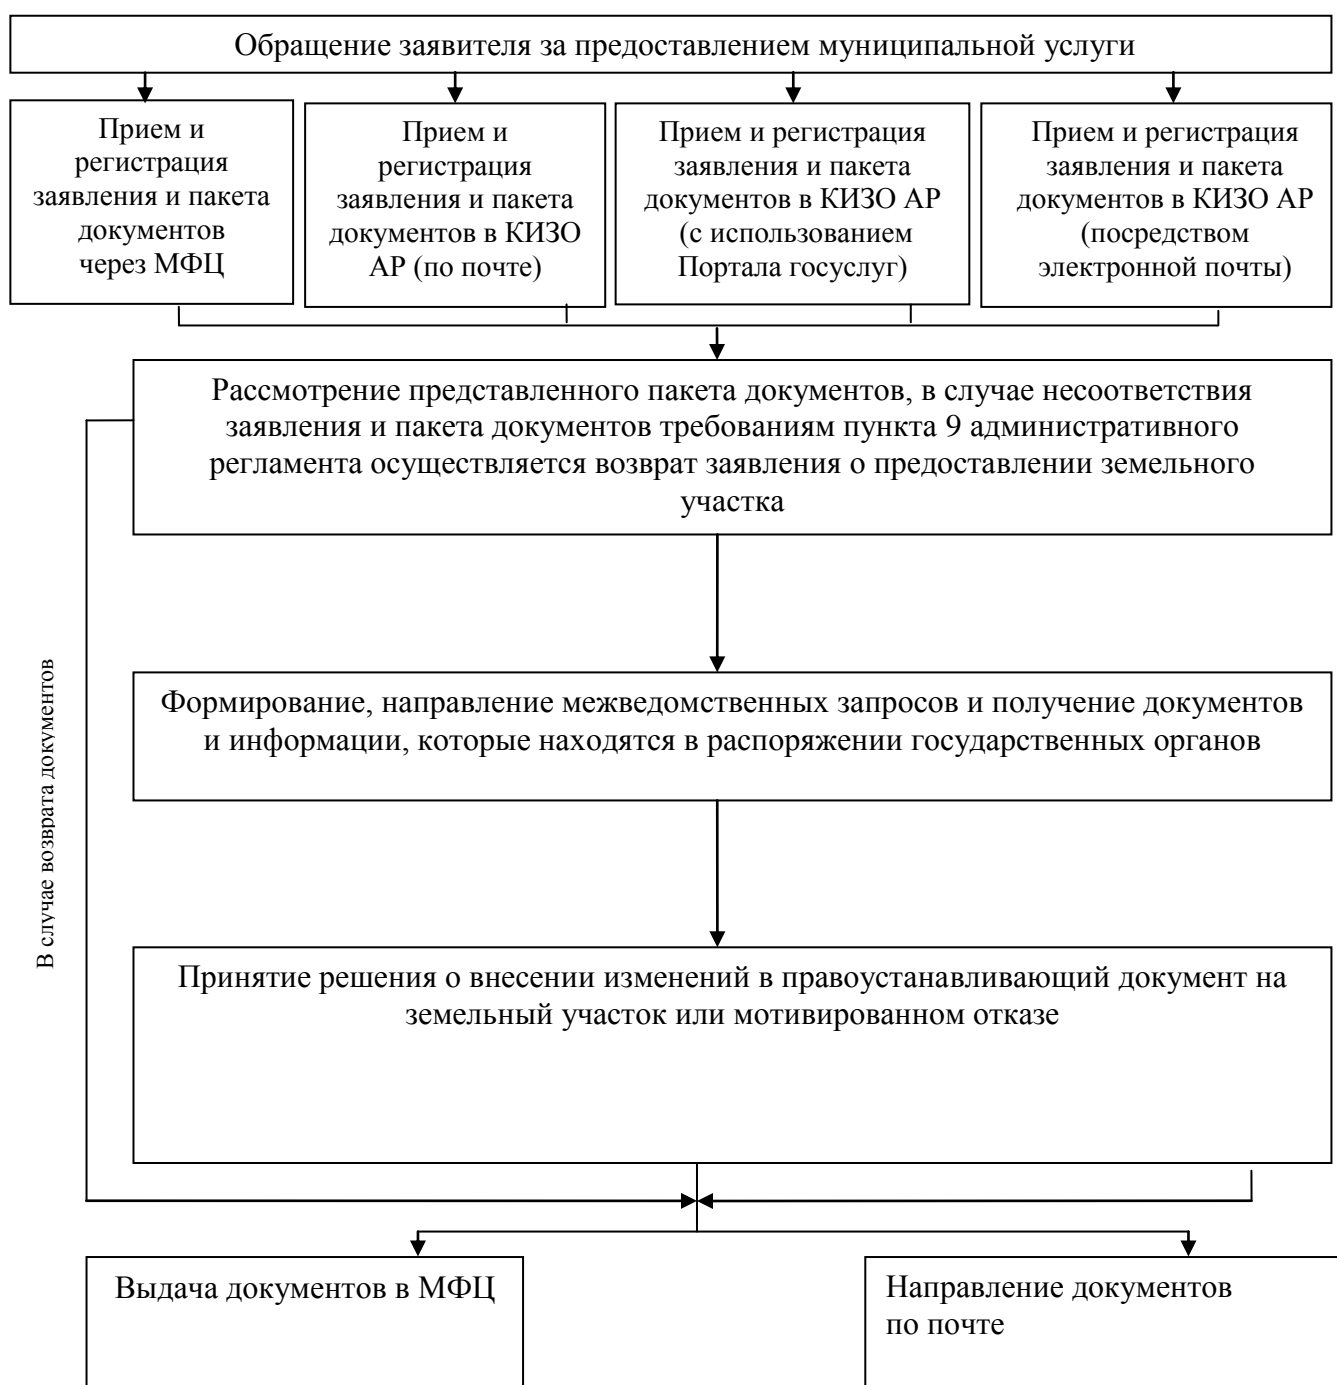 Обращение заявителя за предоставлением муниципальной услуги
Прием и
регистрация
заявления и пакета
документов
через МФЦ
Прием и
регистрация
заявления и пакета
документов в КИЗО
АР (по почте)
Прием и регистрация
заявления и пакета
документов в КИЗО АР
(с использованием
Портала госуслуг)
Прием и регистрация
заявления и пакета
документов в КИЗО АР
(посредством
электронной почты)
Рассмотрение представленного пакета документов, в случае несоответствия
заявления и пакета документов требованиям пункта 9 административного
регламента осуществляется возврат заявления о предоставлении земельного
участка
В случае возврата документов
Формирование, направление межведомственных запросов и получение документов
и информации, которые находятся в распоряжении государственных органов
Принятие решения о внесении изменений в правоустанавливающий документ на
земельный участок или мотивированном отказе
Выдача документов в МФЦ
Направление документов
по почте